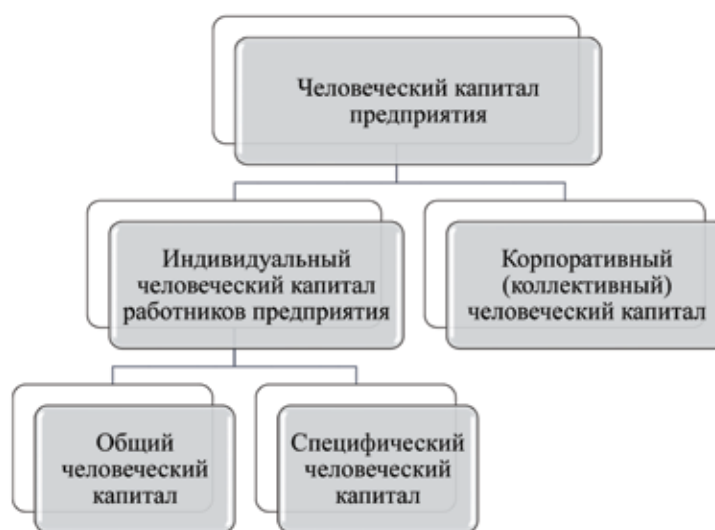 Человеческий капитал
предприятия
Индивидуальный
человеческий капитал
работников предприятия
Корпоративный
(коллективный)
человеческий капитал
Общий
человеческий
капитал
Специфический
человеческий
капитал